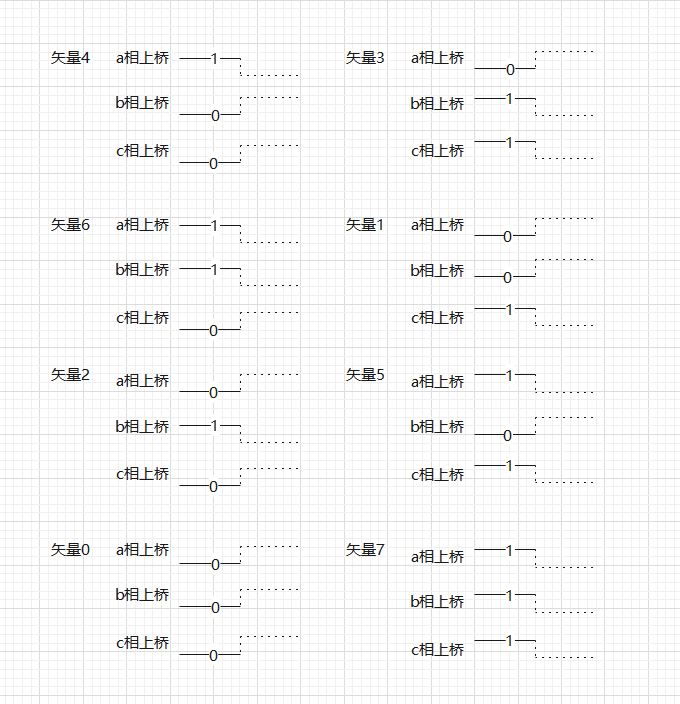 矢量4 a相上桥 1
b相上桥 0
c相上桥 0
矢量3 a相上桥 0
b相上桥 1
c相上桥 1
矢量6 a相上桥 1
b相上桥 1
c相上桥 0
矢量1 a相上桥 0
b相上桥 0
c相上桥 1
矢量2 a相上桥 0
b相上桥 1
c相上桥 0
矢量5 a相上桥 1
b相上桥 0
c相上桥 1
矢量0 a相上桥 0
b相上桥 0
c相上桥 0
矢量7 a相上桥 1
b相上桥 1
c相上桥 1